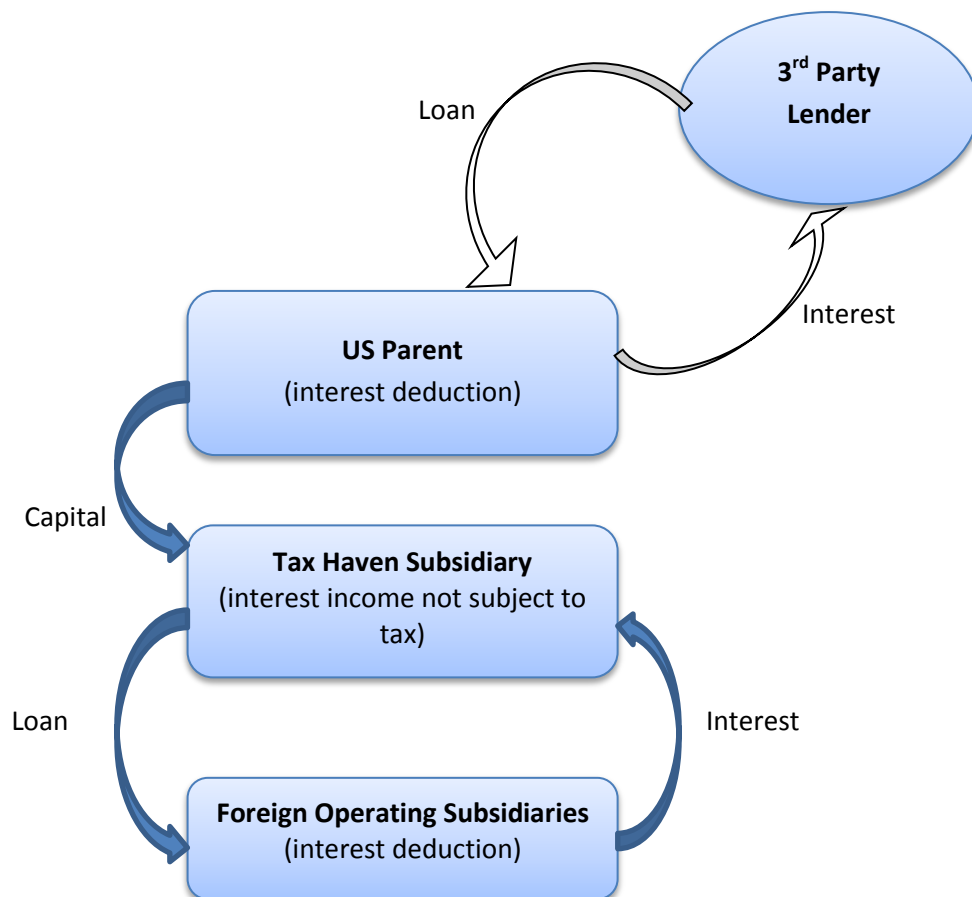 3rd Party
Lender
Loan
Interest
US Parent
(interest deduction)
Capital
Tax Haven Subsidiary
(interest income not subject to
tax)
Loan
Interest
Foreign Operating Subsidiaries
(interest deduction)